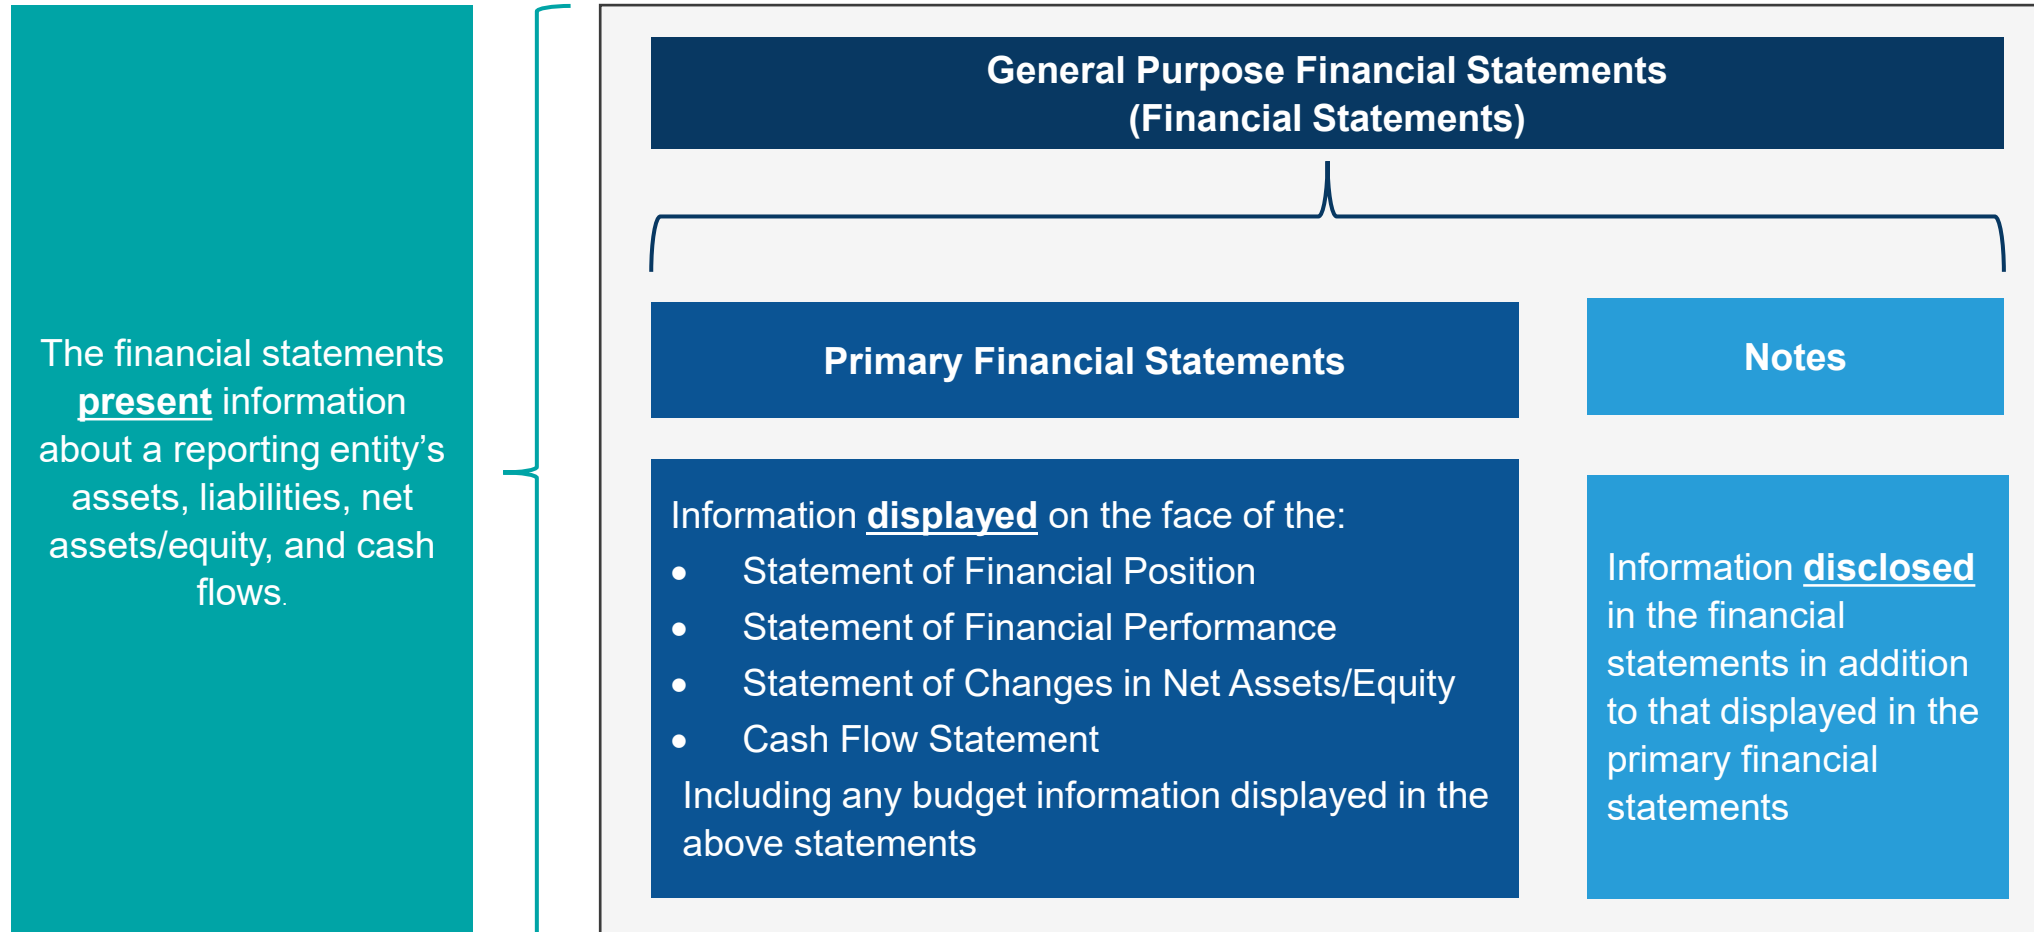 The financial statements
present information
about a reporting entity’s
assets, liabilities, net
assets/equity, and cash
flows.
General Purpose Financial Statements
(Financial Statements)
Primary Financial Statements
Information displayed on the face of the:
• Statement of Financial Position
• Statement of Financial Performance
• Statement of Changes in Net Assets/Equity
• Cash Flow Statement
Including any budget information displayed in the
above statements
Notes
Information disclosed
in the financial
statements in addition
to that displayed in the
primary financial
statements